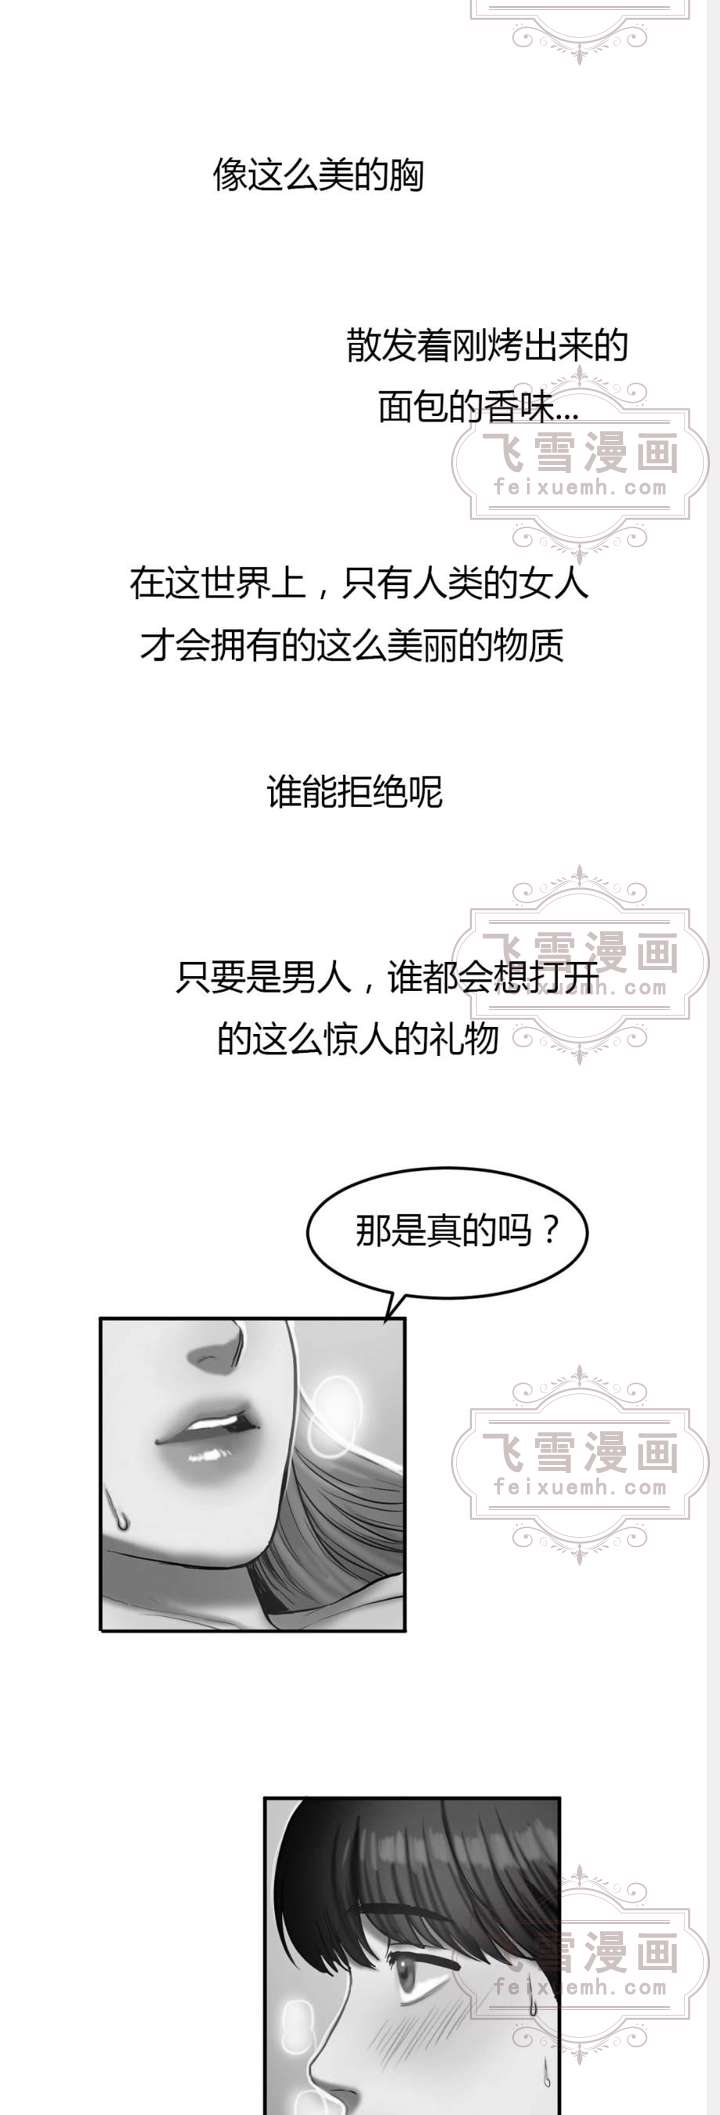 像这么美的胸
散发着刚烤出来的
面包的香味...
飞雪漫画
feixuemh.com
在这世界上，只有人类的女人
才会拥有的这么美丽的物质
谁能拒绝呢
飞雪漫画
feixuemh.com
只要是男人，谁都会想打开
的这么惊人的礼物
那是真的吗？
飞雪漫画
feixuemh.com
飞雪漫画
feixuemh.com